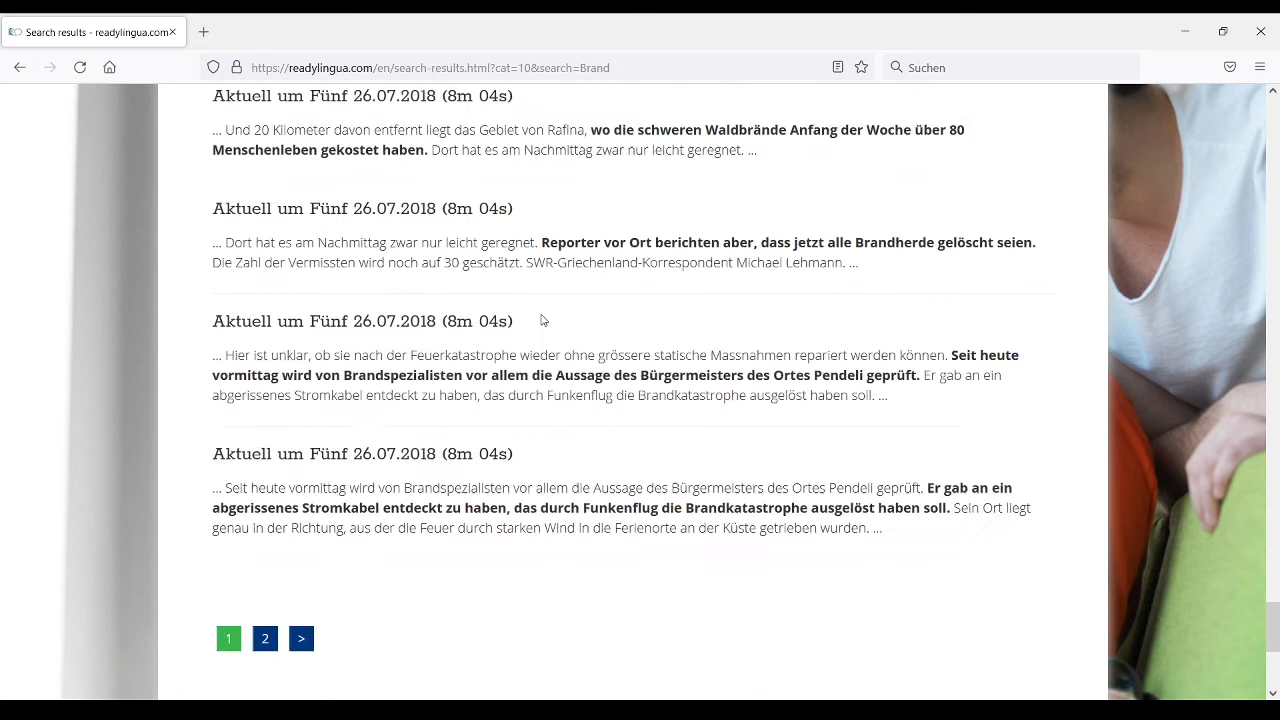 Search results - readylingua.com
https://readylingua.com/en/search-results.html?cat=10&search=Brand
Suchen
Aktuell um Fünf 26.07.2018 (8m 04s)
... Und 20 Kilometer davon entfernt liegt das Gebiet von Rafina, wo die schweren Waldbrände Anfang der Woche über 80
Menschenleben gekostet haben. Dort hat es am Nachmittag zwar nur leicht geregnet. ...
Aktuell um Fünf 26.07.2018 (8m 04s)
... Dort hat es am Nachmittag zwar nur leicht geregnet. Reporter vor Ort berichten aber, dass jetzt alle Brandherde gelöscht seien.
Die Zahl der Vermissten wird noch auf 30 geschätzt. SWR-Griechenland-Korrespondent Michael Lehmann. ...
Aktuell um Fünf 26.07.2018 (8m 04s)
... Hier ist unklar, ob sie nach der Feuerkatastrophe wieder ohne grössere statische Massnahmen repariert werden können. Seit heute
vormittag wird von Brandspezialisten vor allem die Aussage des Bürgermeisters des Ortes Pendeli geprüft. Er gab an ein
abgerissenes Stromkabel entdeckt zu haben, das durch Funkenflug die Brandkatastrophe ausgelöst haben soll. ...
Aktuell um Fünf 26.07.2018 (8m 04s)
... Seit heute vormittag wird von Brandspezialisten vor allem die Aussage des Bürgermeisters des Ortes Pendeli geprüft. Er gab an ein
abgerissenes Stromkabel entdeckt zu haben, das durch Funkenflug die Brandkatastrophe ausgelöst haben soll. Sein Ort liegt
genau in der Richtung, aus der die Feuer durch starken Wind in die Ferienorte an der Küste getrieben wurden. ...
1 2 >